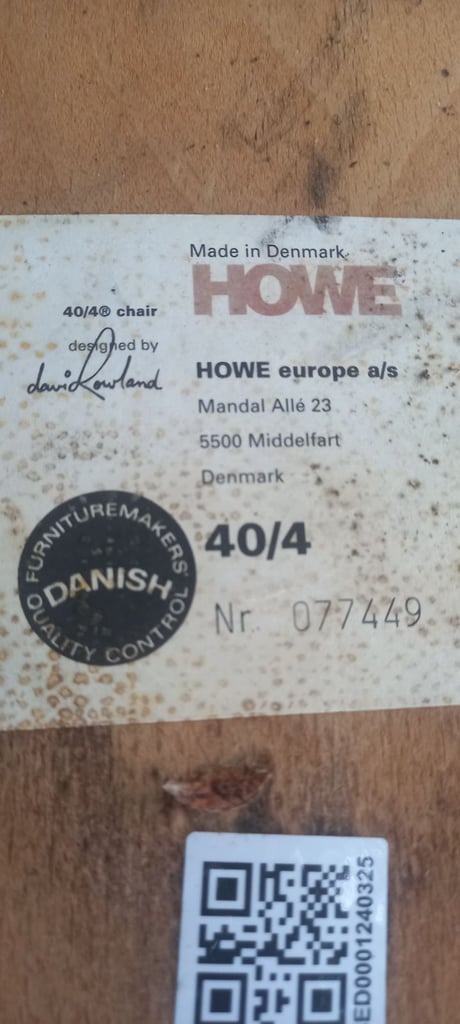 Made in Denmark
HOWE
40/4® chair
designed by
david Rowland
HOWE europe a/s
Mandal Allé 23
5500 Middelfart
Denmark
40/4
Nr. 077449
FURNITUREMAKERS'
DANISH
QUALITY CONTROL
ED0001240325